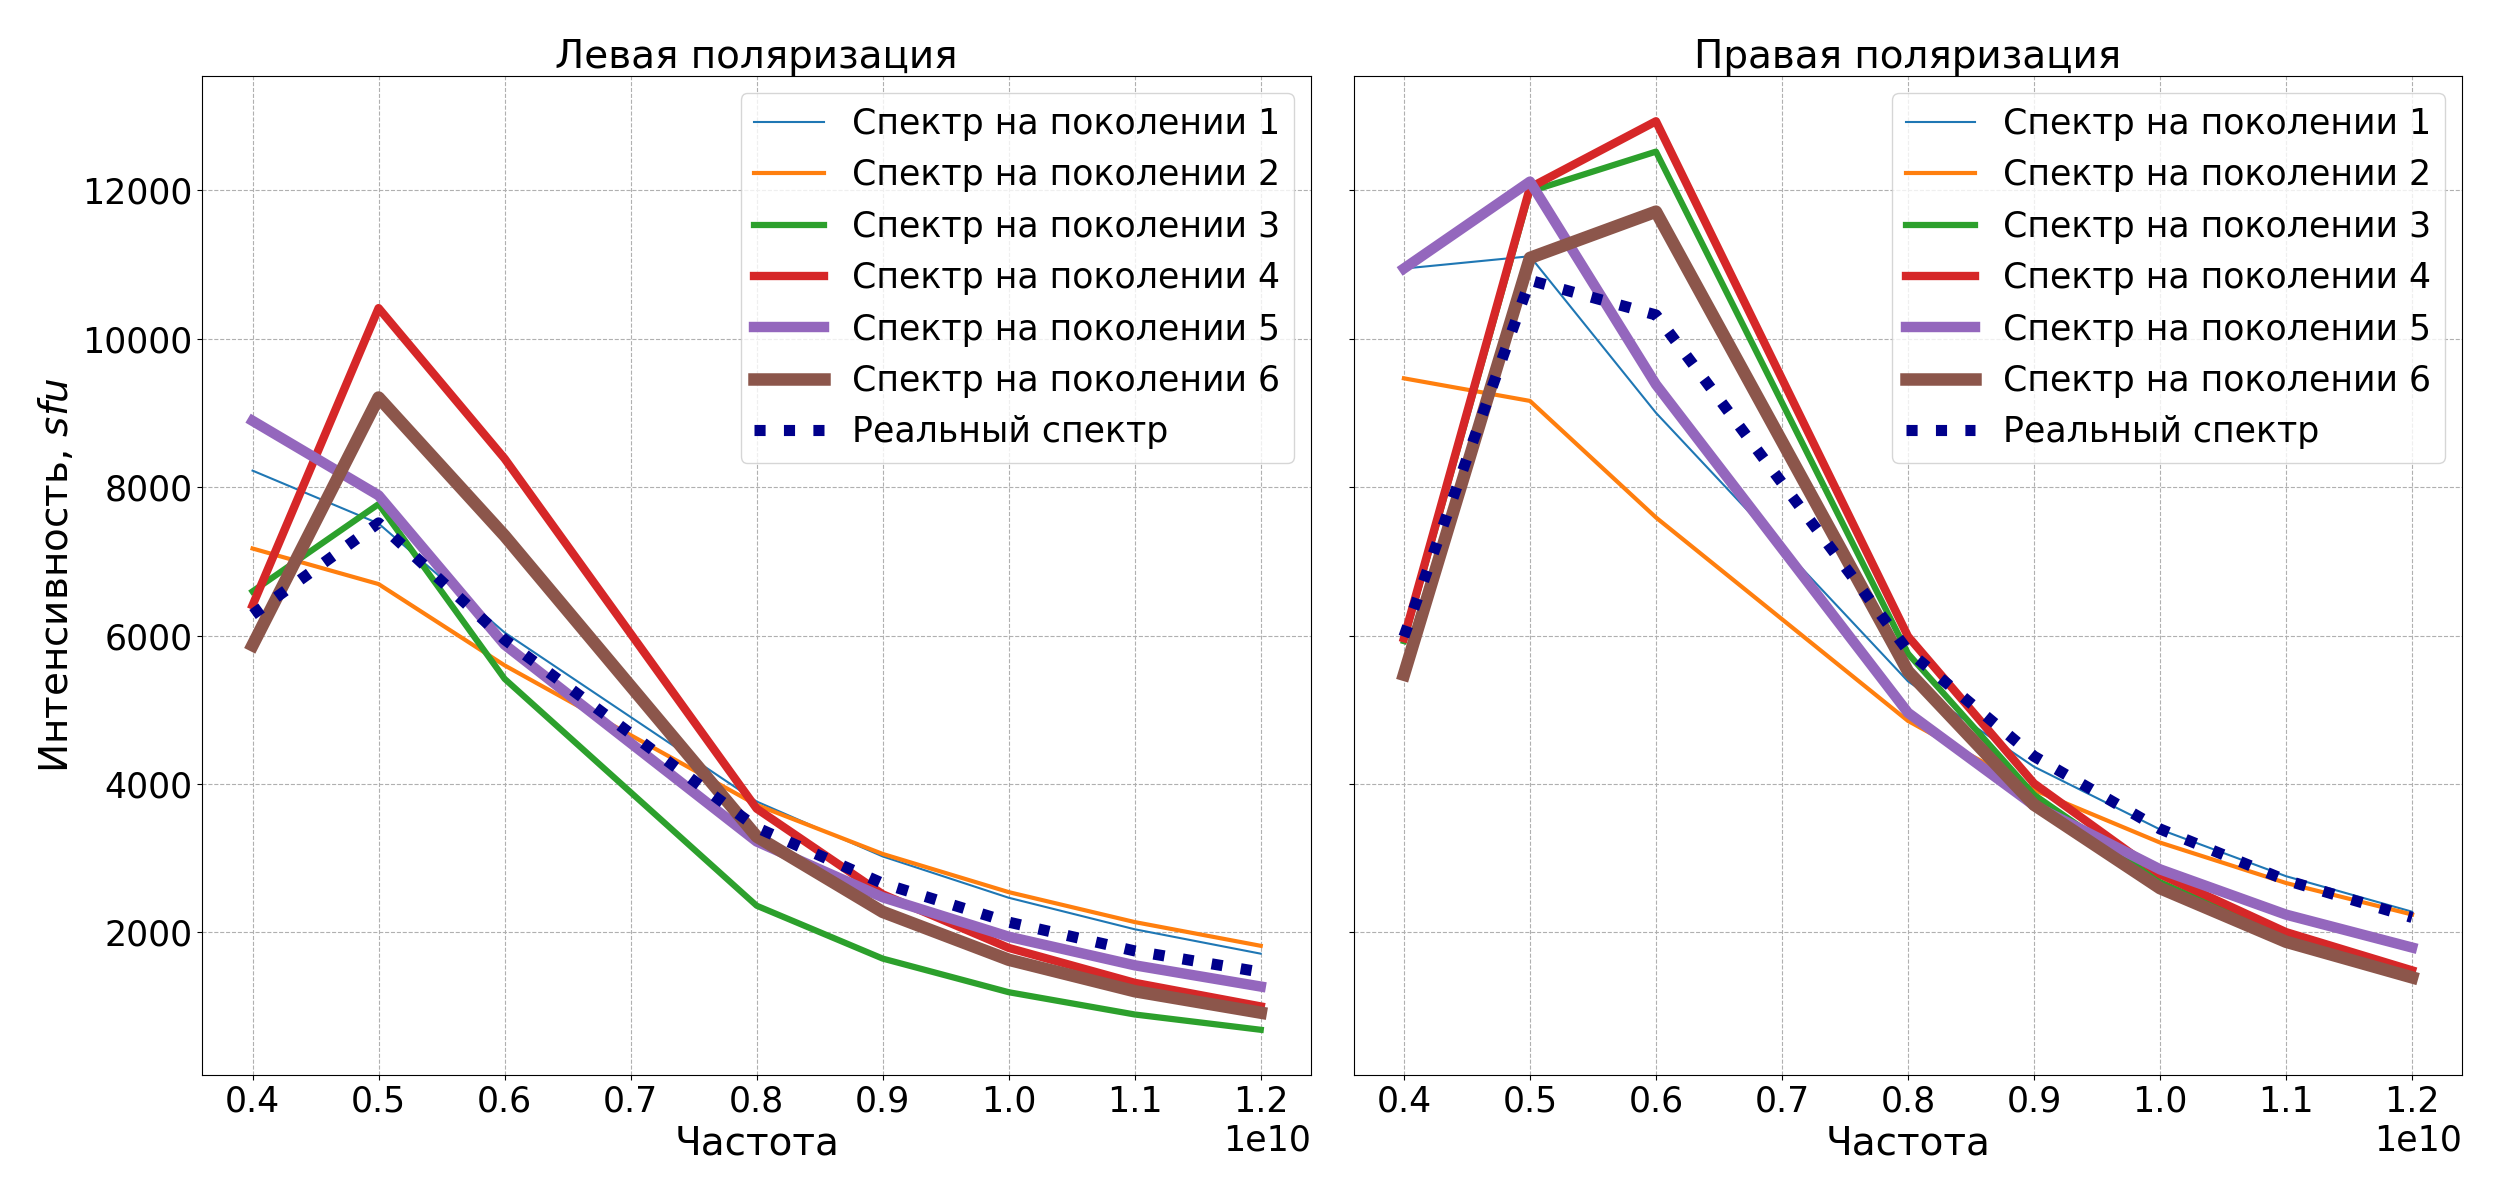 Левая поляризация
Правая поляризация
Интенсивность, sfu
12000
10000
8000
6000
4000
2000
Спектр на поколении 1
Спектр на поколении 2
Спектр на поколении 3
Спектр на поколении 4
Спектр на поколении 5
Спектр на поколении 6
Реальный спектр
0.4 0.5 0.6 0.7 0.8 0.9 1.0 1.1 1.2
Частота
1e10
Спектр на поколении 1
Спектр на поколении 2
Спектр на поколении 3
Спектр на поколении 4
Спектр на поколении 5
Спектр на поколении 6
Реальный спектр
0.4 0.5 0.6 0.7 0.8 0.9 1.0 1.1 1.2
Частота
1e10